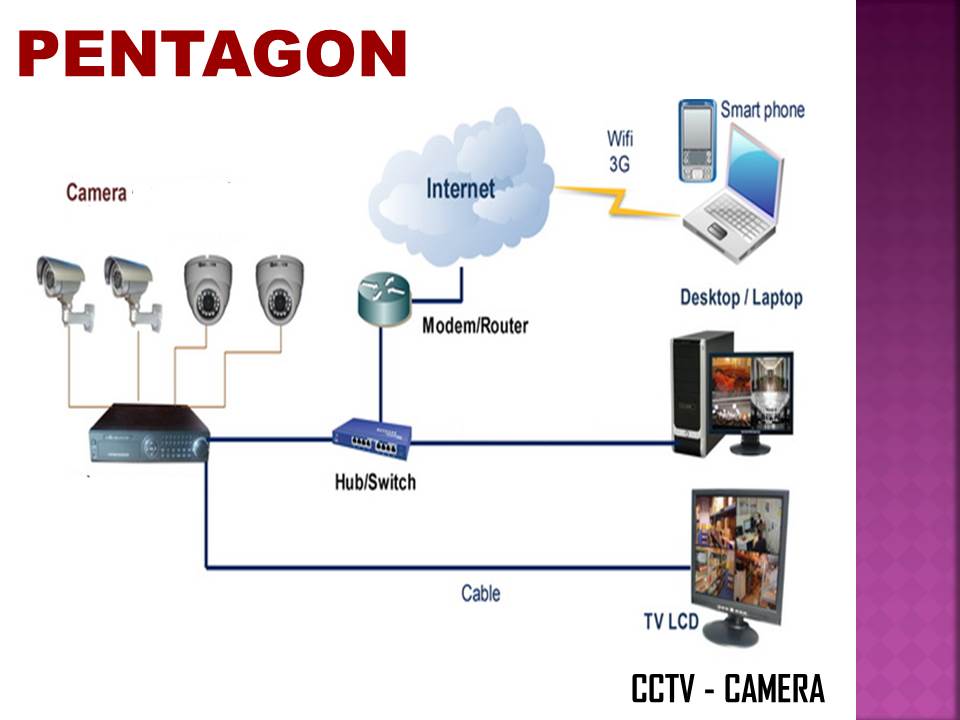 PENTAGON
Smart phone
Wifi
3G
Camera
Internet
Desktop / Laptop
Modem/Router
Hub/Switch
Cable
TV LCD
CCTV - CAMERA